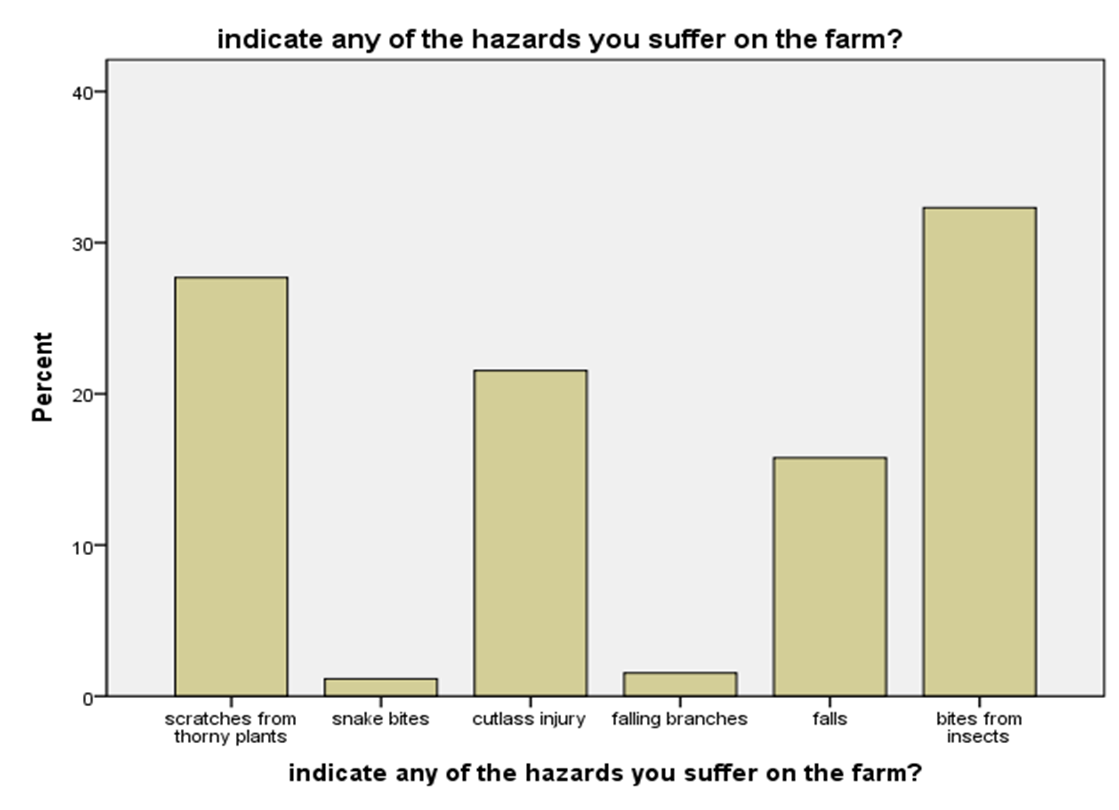 indicate any of the hazards you suffer on the farm?
40
30
20
10
0
Percent
scratches from
thorny plants
snake bites
cutlass injury
falling branches
falls
bites from
insects
indicate any of the hazards you suffer on the farm?